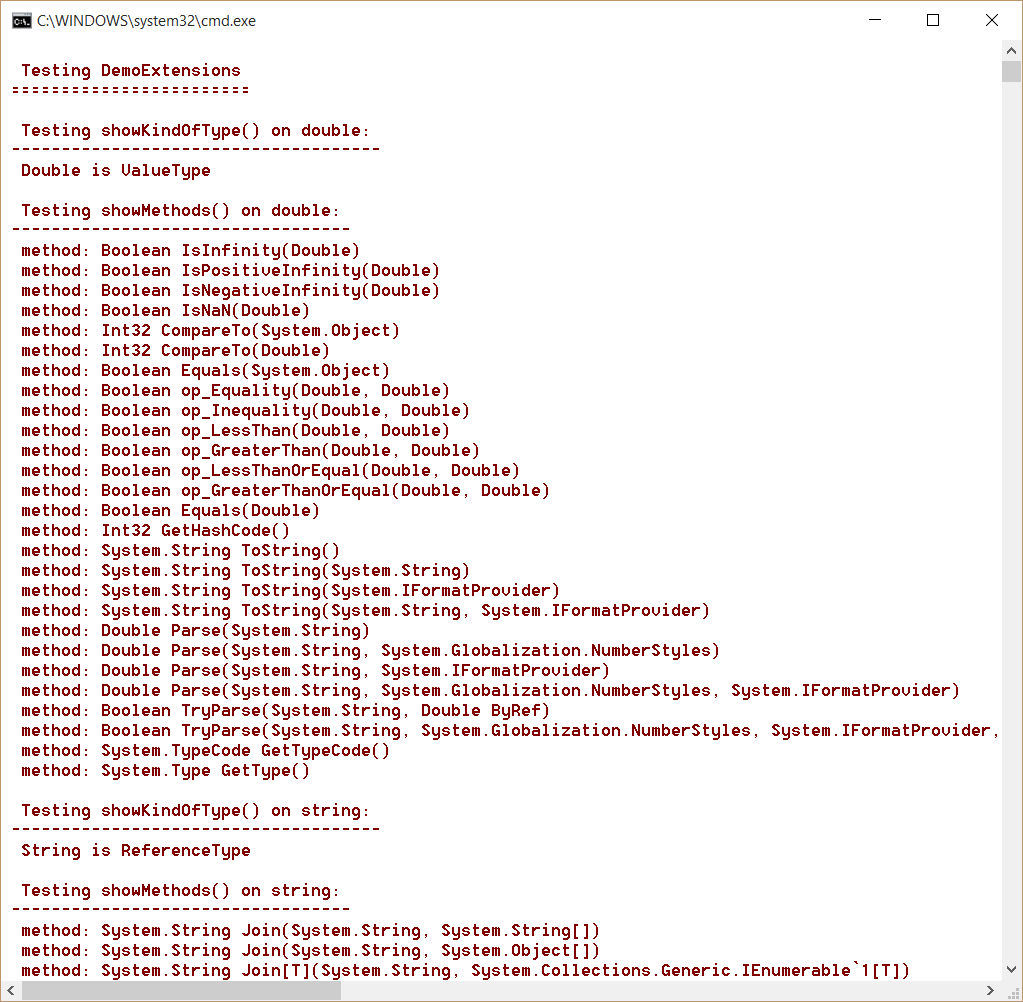 C:\WINDOWS\system32\cmd.exe
Testing DemoExtensions
========================
Testing showKindOfType() on double:
-------------------------------------
Double is ValueType
Testing showMethods() on double:
----------------------------------
method: Boolean IsInfinity(Double)
method: Boolean IsPositiveInfinity(Double)
method: Boolean IsNegativeInfinity(Double)
method: Boolean IsNaN(Double)
method: Int32 CompareTo(System.Object)
method: Int32 CompareTo(Double)
method: Boolean Equals(System.Object)
method: Boolean op_Equality(Double, Double)
method: Boolean op_Inequality(Double, Double)
method: Boolean op_LessThan(Double, Double)
method: Boolean op_GreaterThan(Double, Double)
method: Boolean op_LessThanOrEqual(Double, Double)
method: Boolean op_GreaterThanOrEqual(Double, Double)
method: Boolean Equals(Double)
method: Int32 GetHashCode()
method: System.String ToString()
method: System.String ToString(System.String)
method: System.String ToString(System.IFormatProvider)
method: System.String ToString(System.String, System.IFormatProvider)
method: Double Parse(System.String)
method: Double Parse(System.String, System.Globalization.NumberStyles)
method: Double Parse(System.String, System.IFormatProvider)
method: Double Parse(System.String, System.Globalization.NumberStyles, System.IFormatProvider)
method: Boolean TryParse(System.String, Double ByRef)
method: Boolean TryParse(System.String, System.Globalization.NumberStyles, System.IFormatProvider,
method: System.TypeCode GetTypeCode()
method: System.Type GetType()
Testing showKindOfType() on string:
-------------------------------------
String is ReferenceType
Testing showMethods() on string:
----------------------------------
method: System.String Join(System.String, System.String[])
method: System.String Join(System.String, System.Object[])
method: System.String Join[T](System.String, System.Collections.Generic.IEnumerable`1[T])